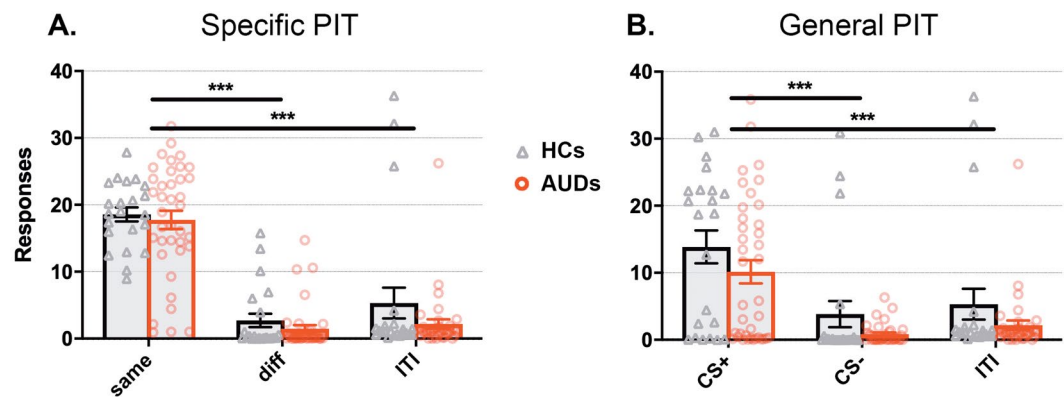 A. Specific PIT
Responses
40
30
20
10
0
***
***
same
diff
ITI
HCs
AUDs
B. General PIT
40
30
20
10
0
***
***
CS+
CS-
ITI